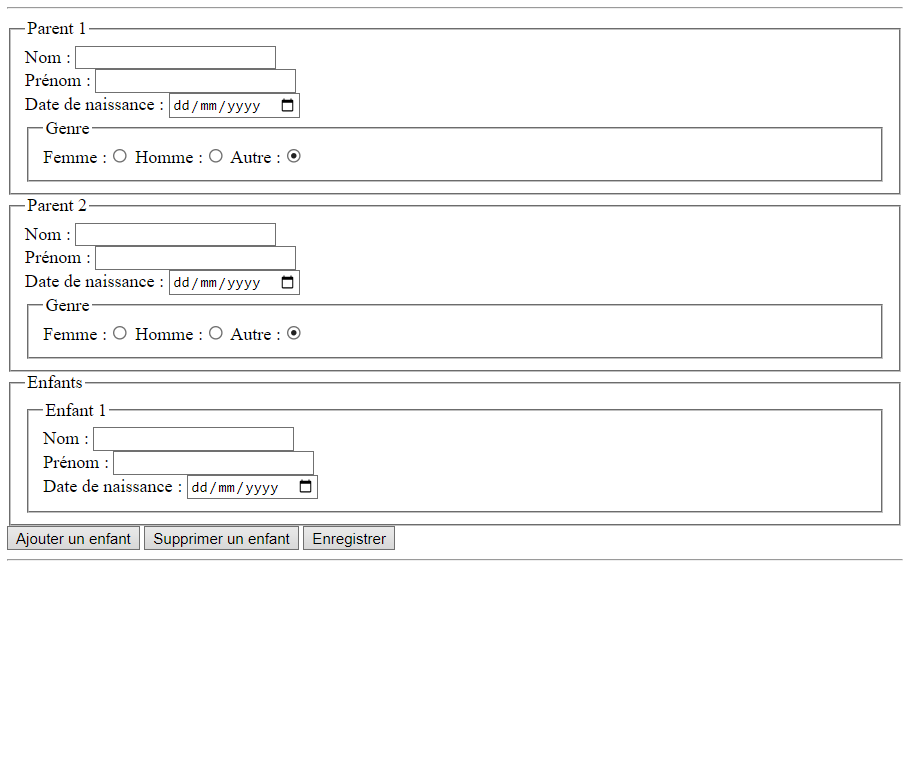 Parent 1
Nom :
Prénom :
Date de naissance : dd/mm/yyyy
Genre
Femme : Homme : Autre :
Parent 2
Nom :
Prénom :
Date de naissance : dd/mm/yyyy
Genre
Femme : Homme : Autre :
Enfants
Enfant 1
Nom :
Prénom :
Date de naissance : dd/mm/yyyy
Ajouter un enfant Supprimer un enfant Enregistrer